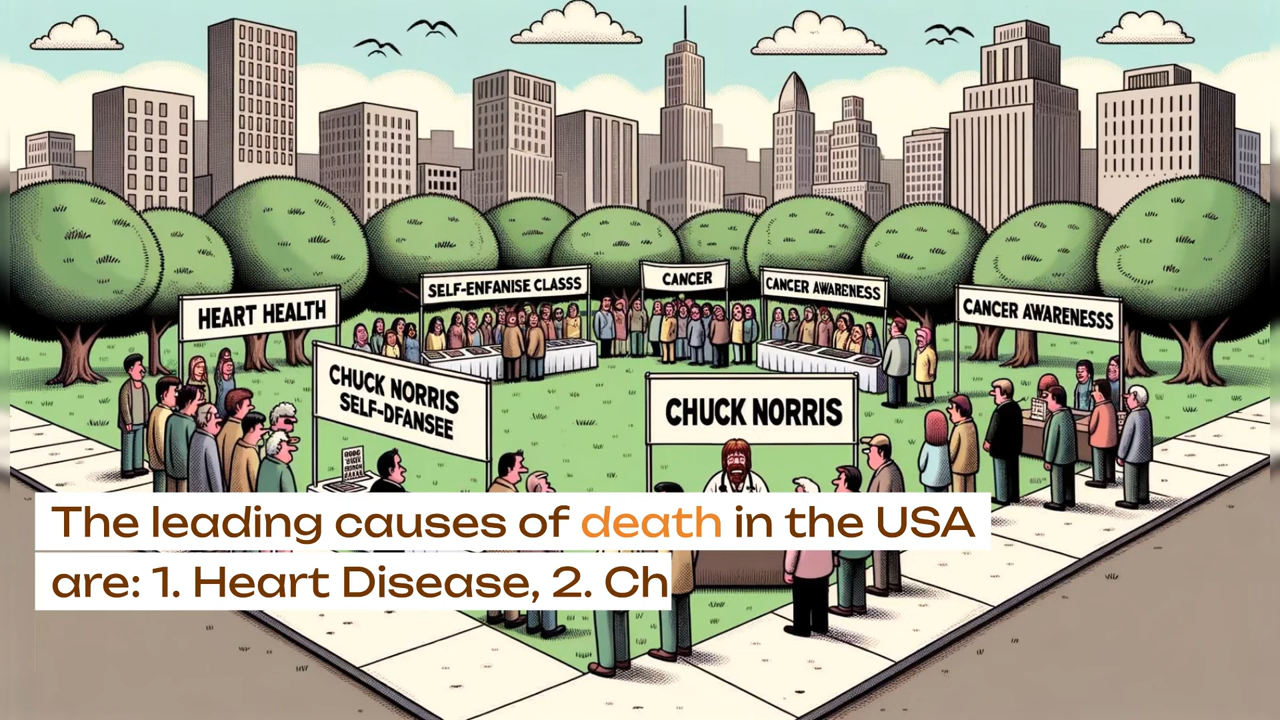 HEART HEALTH
SELF-ENFANISE CLASSS
CANCER
CANCER AWARENESS
CANCER AWARENESSS
CHUCK NORRIS
SELF-DFANSEE
CHUCK NORRIS
The leading causes of death in the USA
are: 1. Heart Disease, 2. Ch